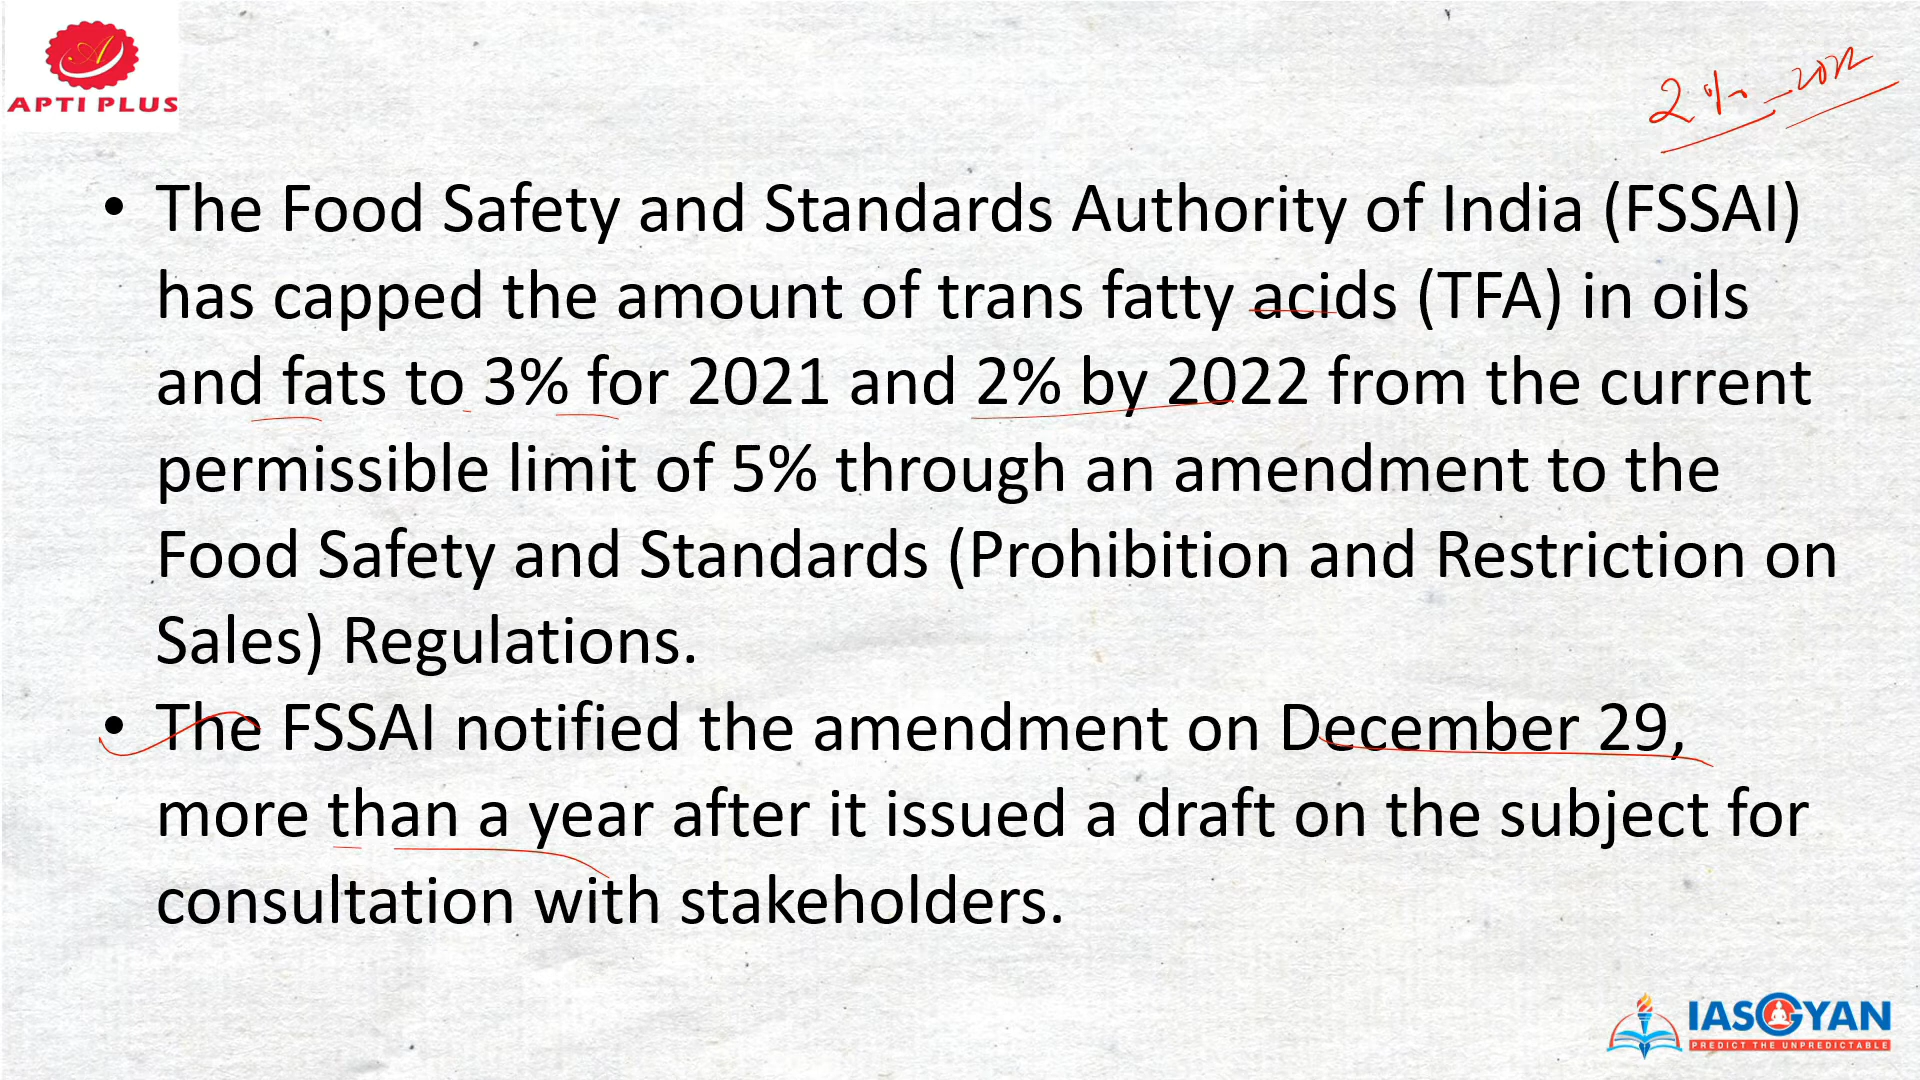 A
APTI PLUS
2% - 2022
• The Food Safety and Standards Authority of India (FSSAI)
has capped the amount of trans fatty acids (TFA) in oils
and fats to 3% for 2021 and 2% by 2022 from the current
permissible limit of 5% through an amendment to the
Food Safety and Standards (Prohibition and Restriction on
Sales) Regulations.
• The FSSAI notified the amendment on December 29,
more than a year after it issued a draft on the subject for
consultation with stakeholders.
IASGYAN
PREDICT THE UNPREDICTABLE